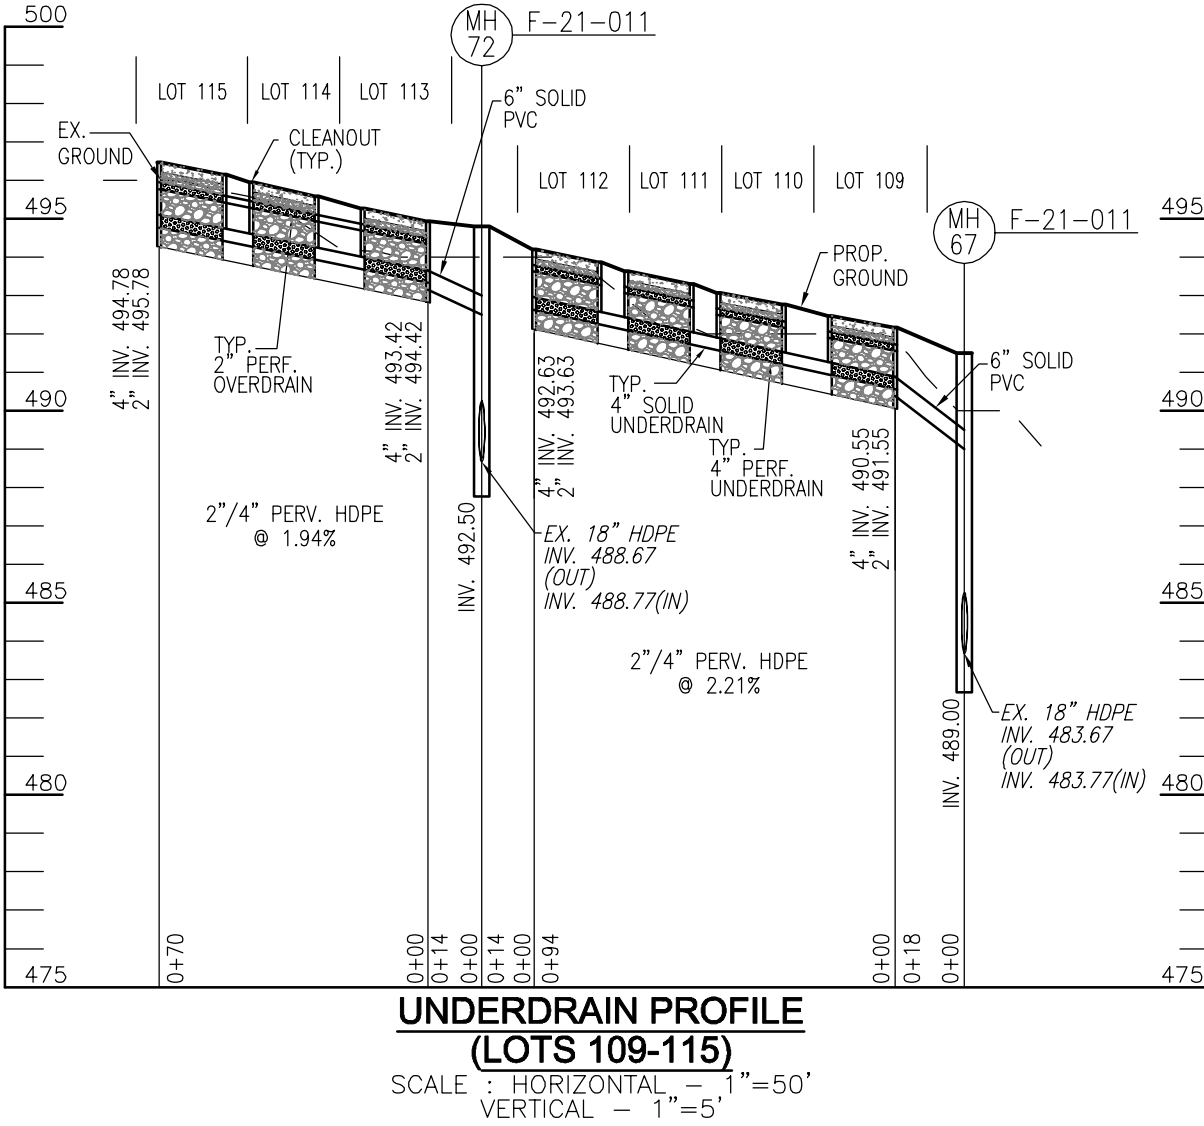 500
MH
72
F-21-011
LOT 115
LOT 114
LOT 113
6" SOLID
PVC
EX.
GROUND
CLEANOUT
(TYP.)
LOT 112
LOT 111
LOT 110
LOT 109
495
495
MH
67
F-21-011
PROP.
GROUND
4" INV. 494.78
2" INV. 495.78
TYP.
2" PERF.
OVERDRAIN
4" INV. 493.42
2" INV. 494.42
4" INV. 492.63
2" INV. 493.63
TYP.
4" SOLID
UNDERDRAIN
TYP.
4" PERF.
UNDERDRAIN
6" SOLID
PVC
490
490
4" INV. 490.55
2" INV. 491.55
2"/4" PERV. HDPE
@ 1.94%
INV. 492.50
EX. 18" HDPE
INV. 488.67
(OUT)
INV. 488.77(IN)
485
485
2"/4" PERV. HDPE
@ 2.21%
INV. 489.00
EX. 18" HDPE
INV. 483.67
(OUT)
INV. 483.77(IN)
480
480
0+70
0+00
0+14
0+00
0+14
0+00
0+94
0+00
0+18
0+00
475
475
UNDERDRAIN PROFILE
(LOTS 109-115)
SCALE : HORIZONTAL - 1"=50'
VERTICAL - 1"=5'